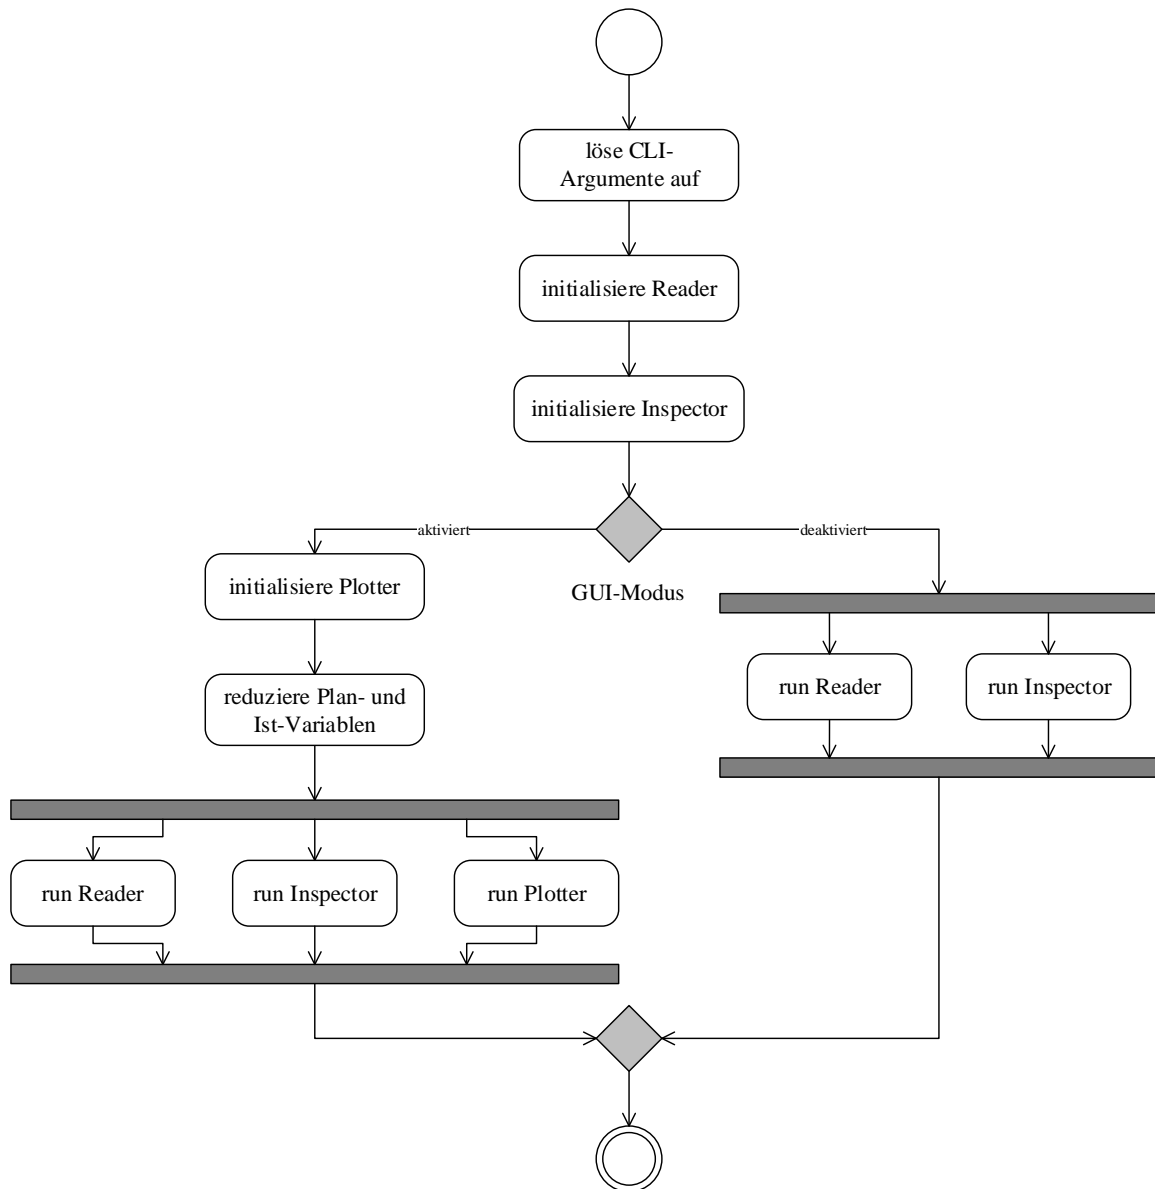 löse CLI-
Argumente auf
initialisiere Reader
initialisiere Inspector
aktiviert
deaktiviert
initialisiere Plotter
GUI-Modus
run Reader
run Inspector
reduziere Plan- und
Ist-Variablen
run Reader
run Inspector
run Plotter